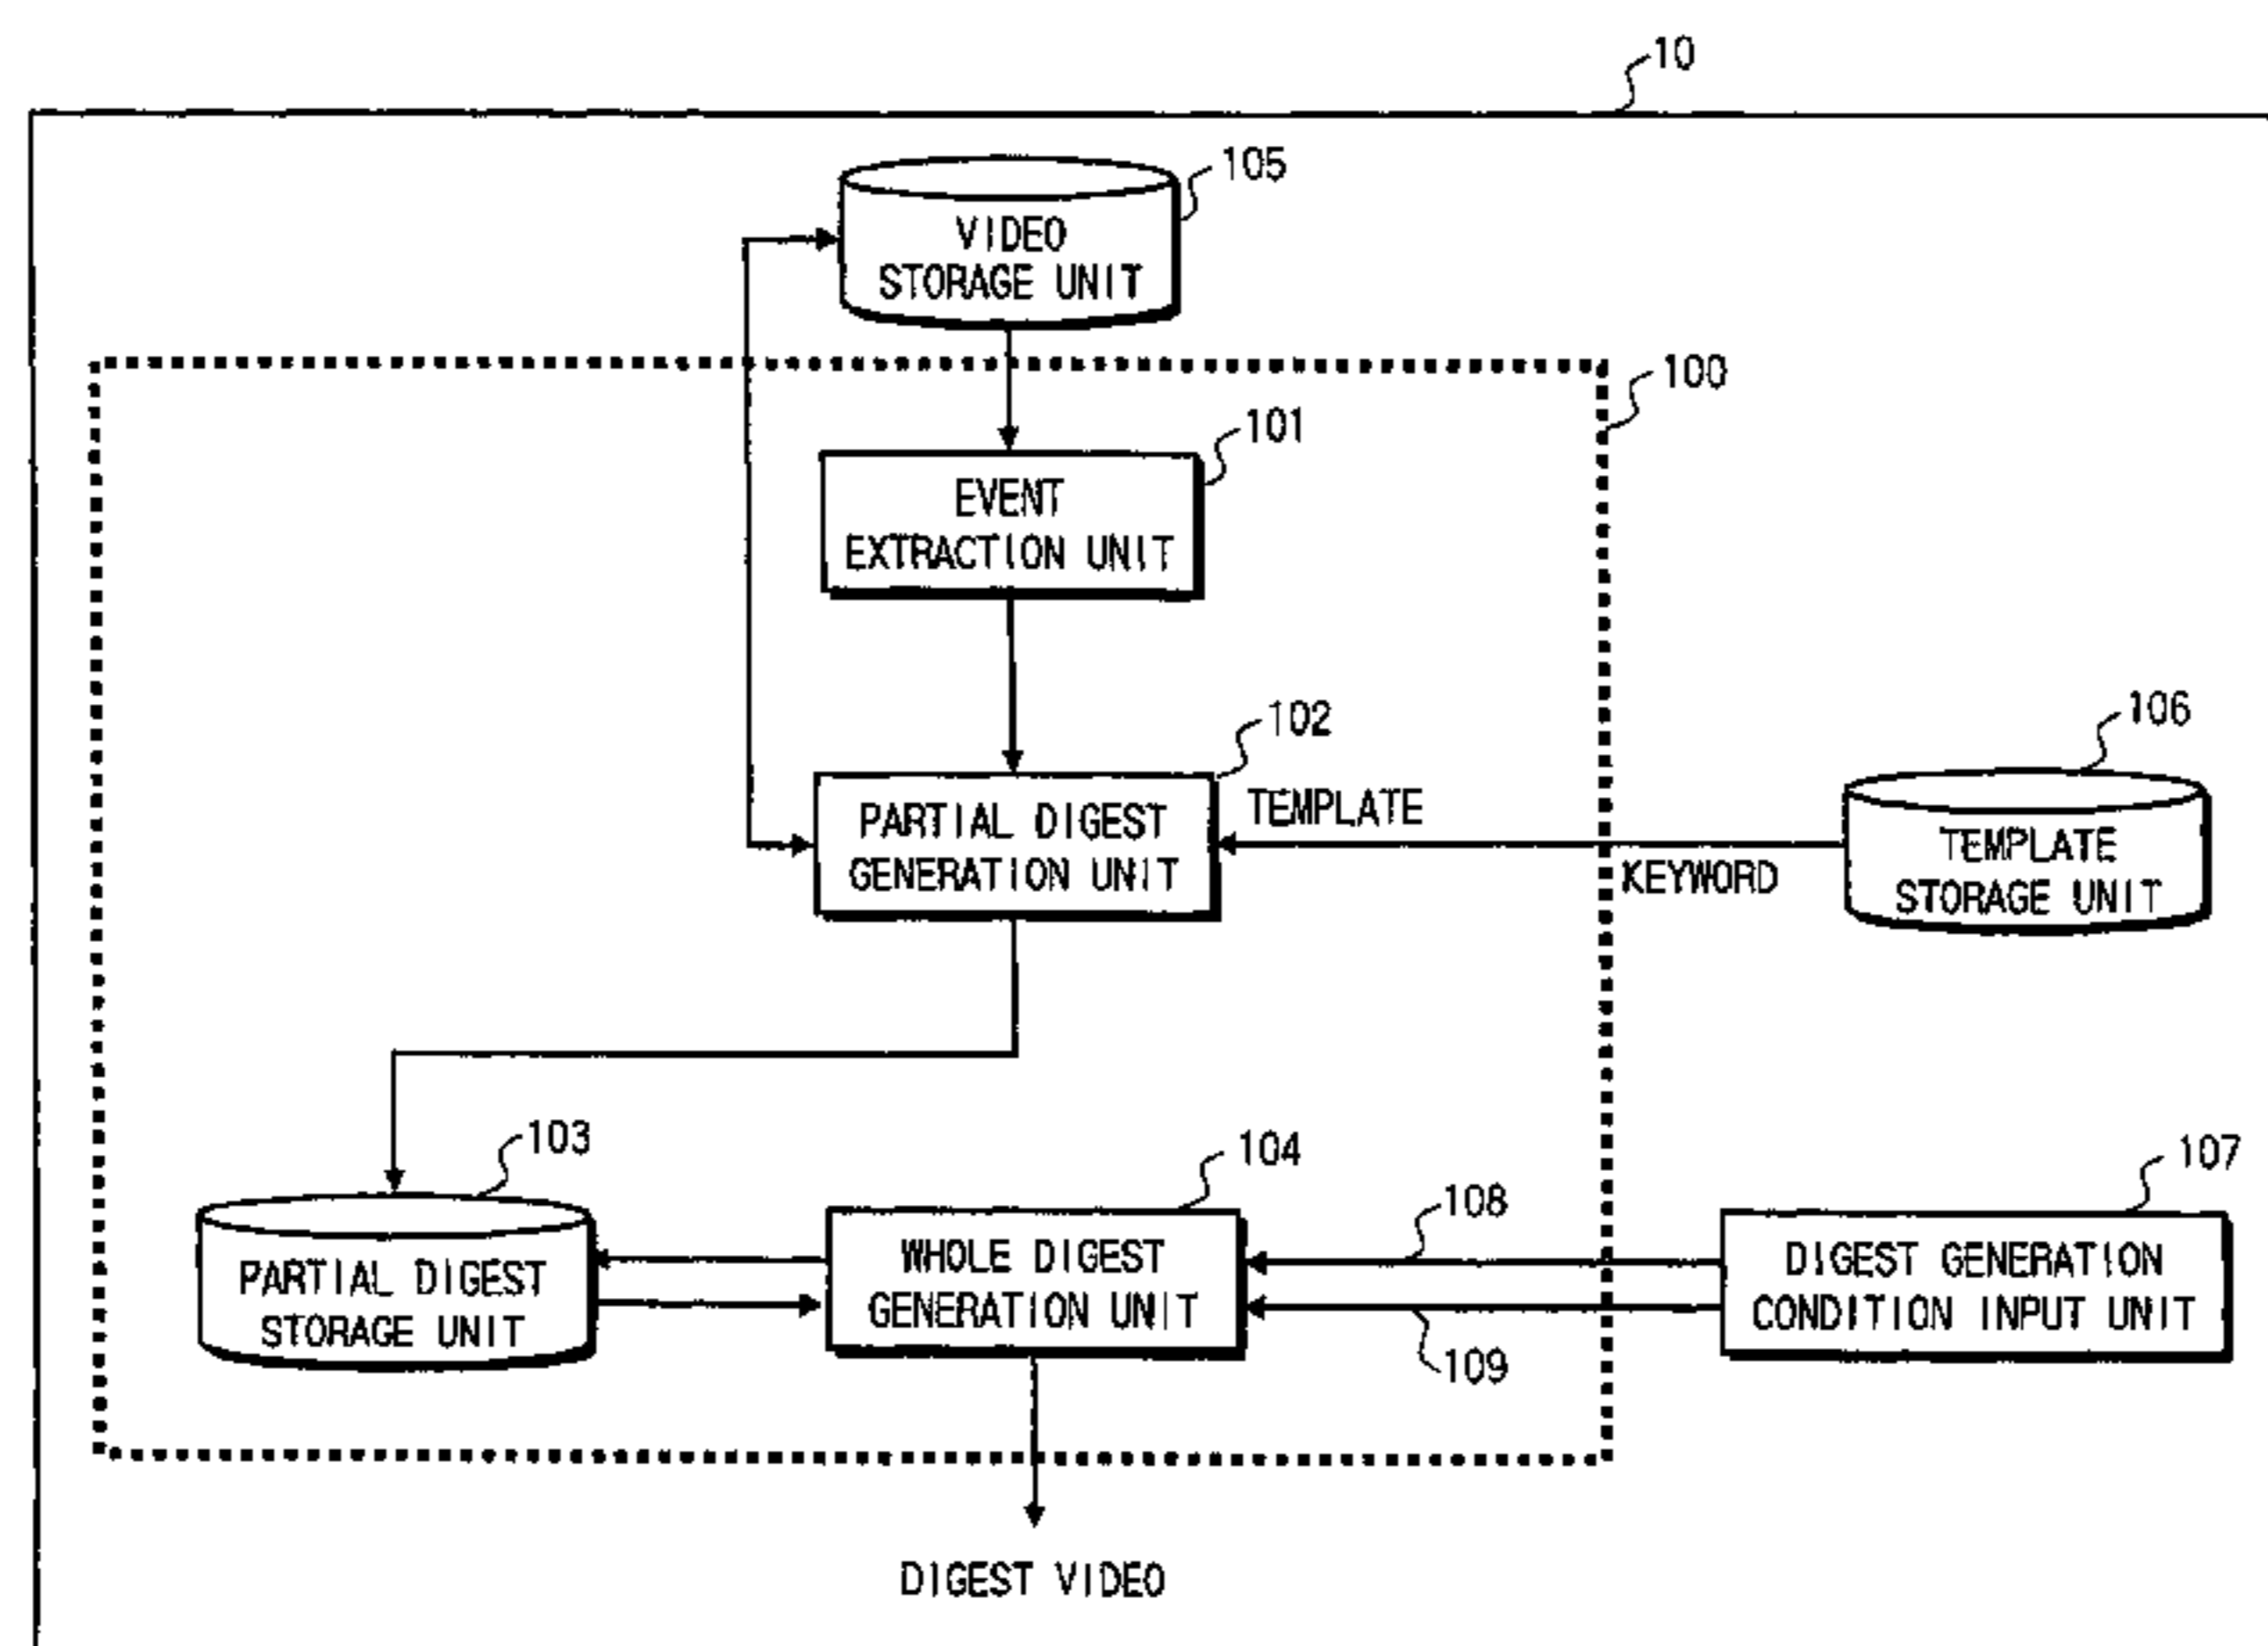 10
105
VIDEO
STORAGE UNIT
100
101
EVENT
EXTRACTION UNIT
102
106
TEMPLATE
PARTIAL DIGEST
GENERATION UNIT
KEYWORD
TEMPLATE
STORAGE UNIT
103
104
107
108
PARTIAL DIGEST
STORAGE UNIT
WHOLE DIGEST
GENERATION UNIT
DIGEST GENERATION
CONDITION INPUT UNIT
109
DIGEST VIDEO